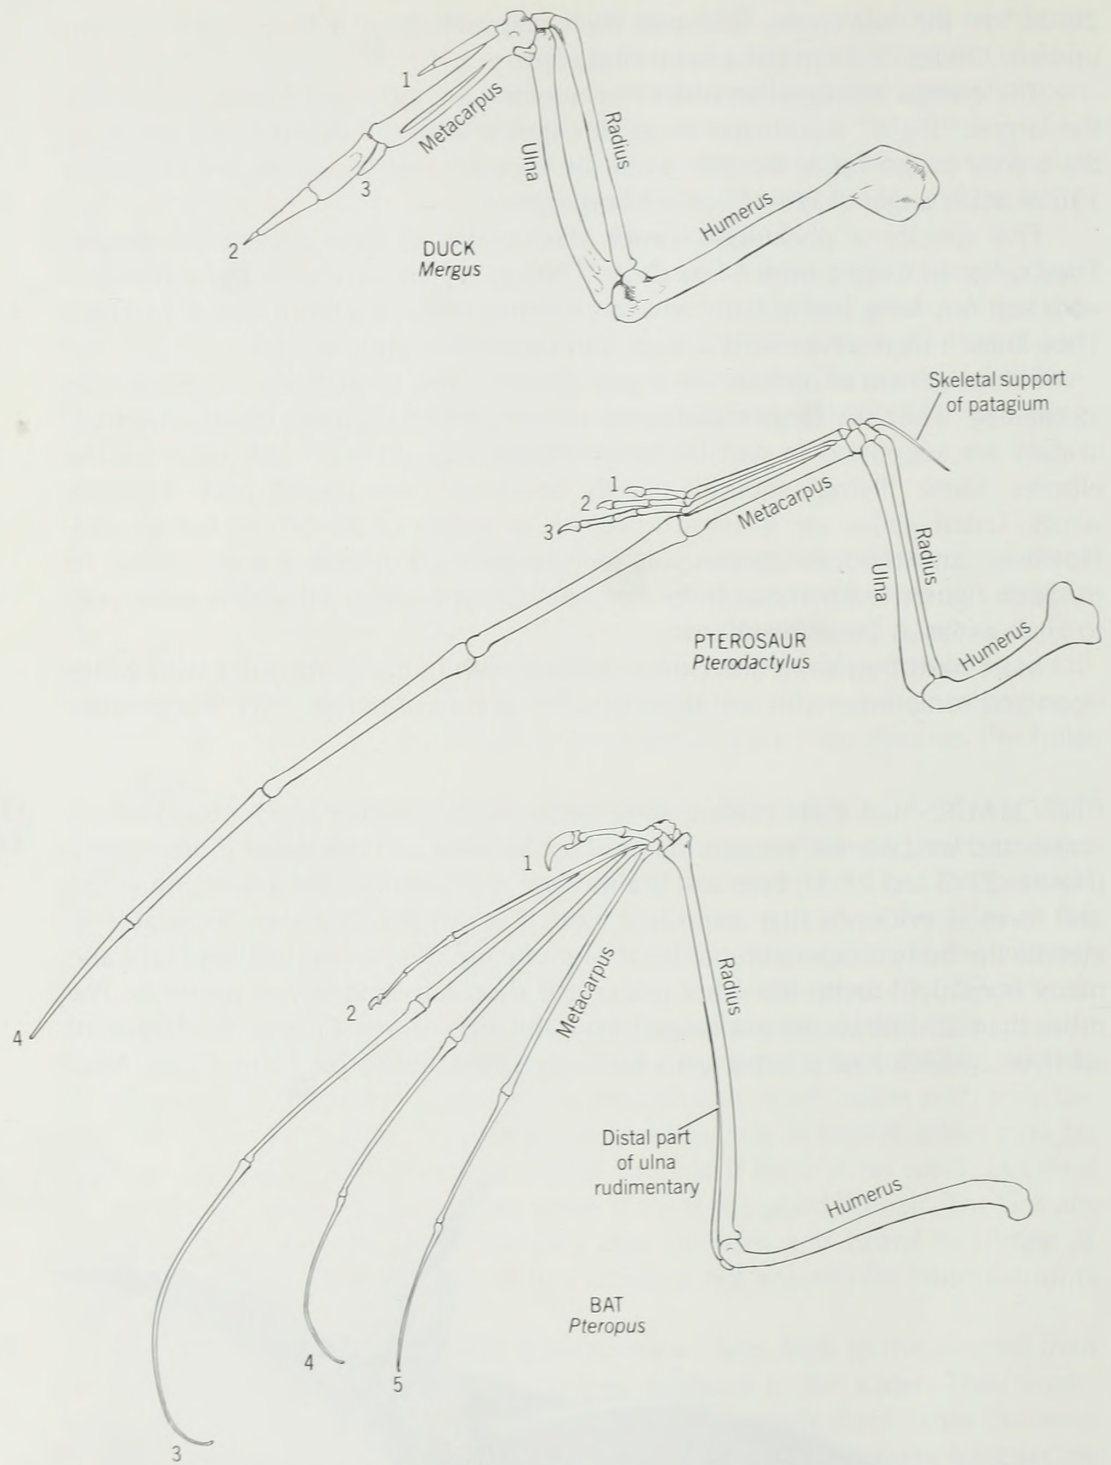 1
Metacarpus
Radius
Ulna
3
Humerus
2
DUCK
Mergus
Skeletal support
of patagium
1
2
3
Metacarpus
Radius
Ulna
PTEROSAUR
Pterodactylus
Humerus
4
1
2
Metacarpus
Radius
Distal part
of ulna
rudimentary
Humerus
BAT
Pteropus
4
5
3